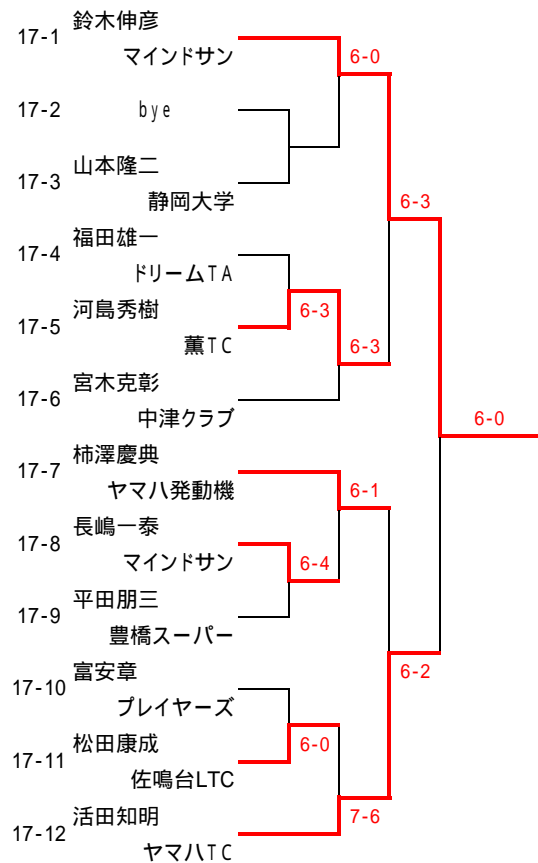 17-1 鈴木伸彦
マインドサン
6-0
17-2 bye
17-3 山本隆二
静岡大学
6-3
17-4 福田雄一
ドリームTA
17-5 河島秀樹
薫TC
6-3
6-3
17-6 宮木克彰
中津クラブ
6-0
17-7 柿澤慶典
ヤマハ発動機
6-1
17-8 長嶋一泰
マインドサン
6-4
17-9 平田朋三
豊橋スーパー
6-2
17-10 富安章
プレイヤーズ
17-11 松田康成
佐鳴台LTC
6-0
17-12 活田知明
ヤマハTC
7-6